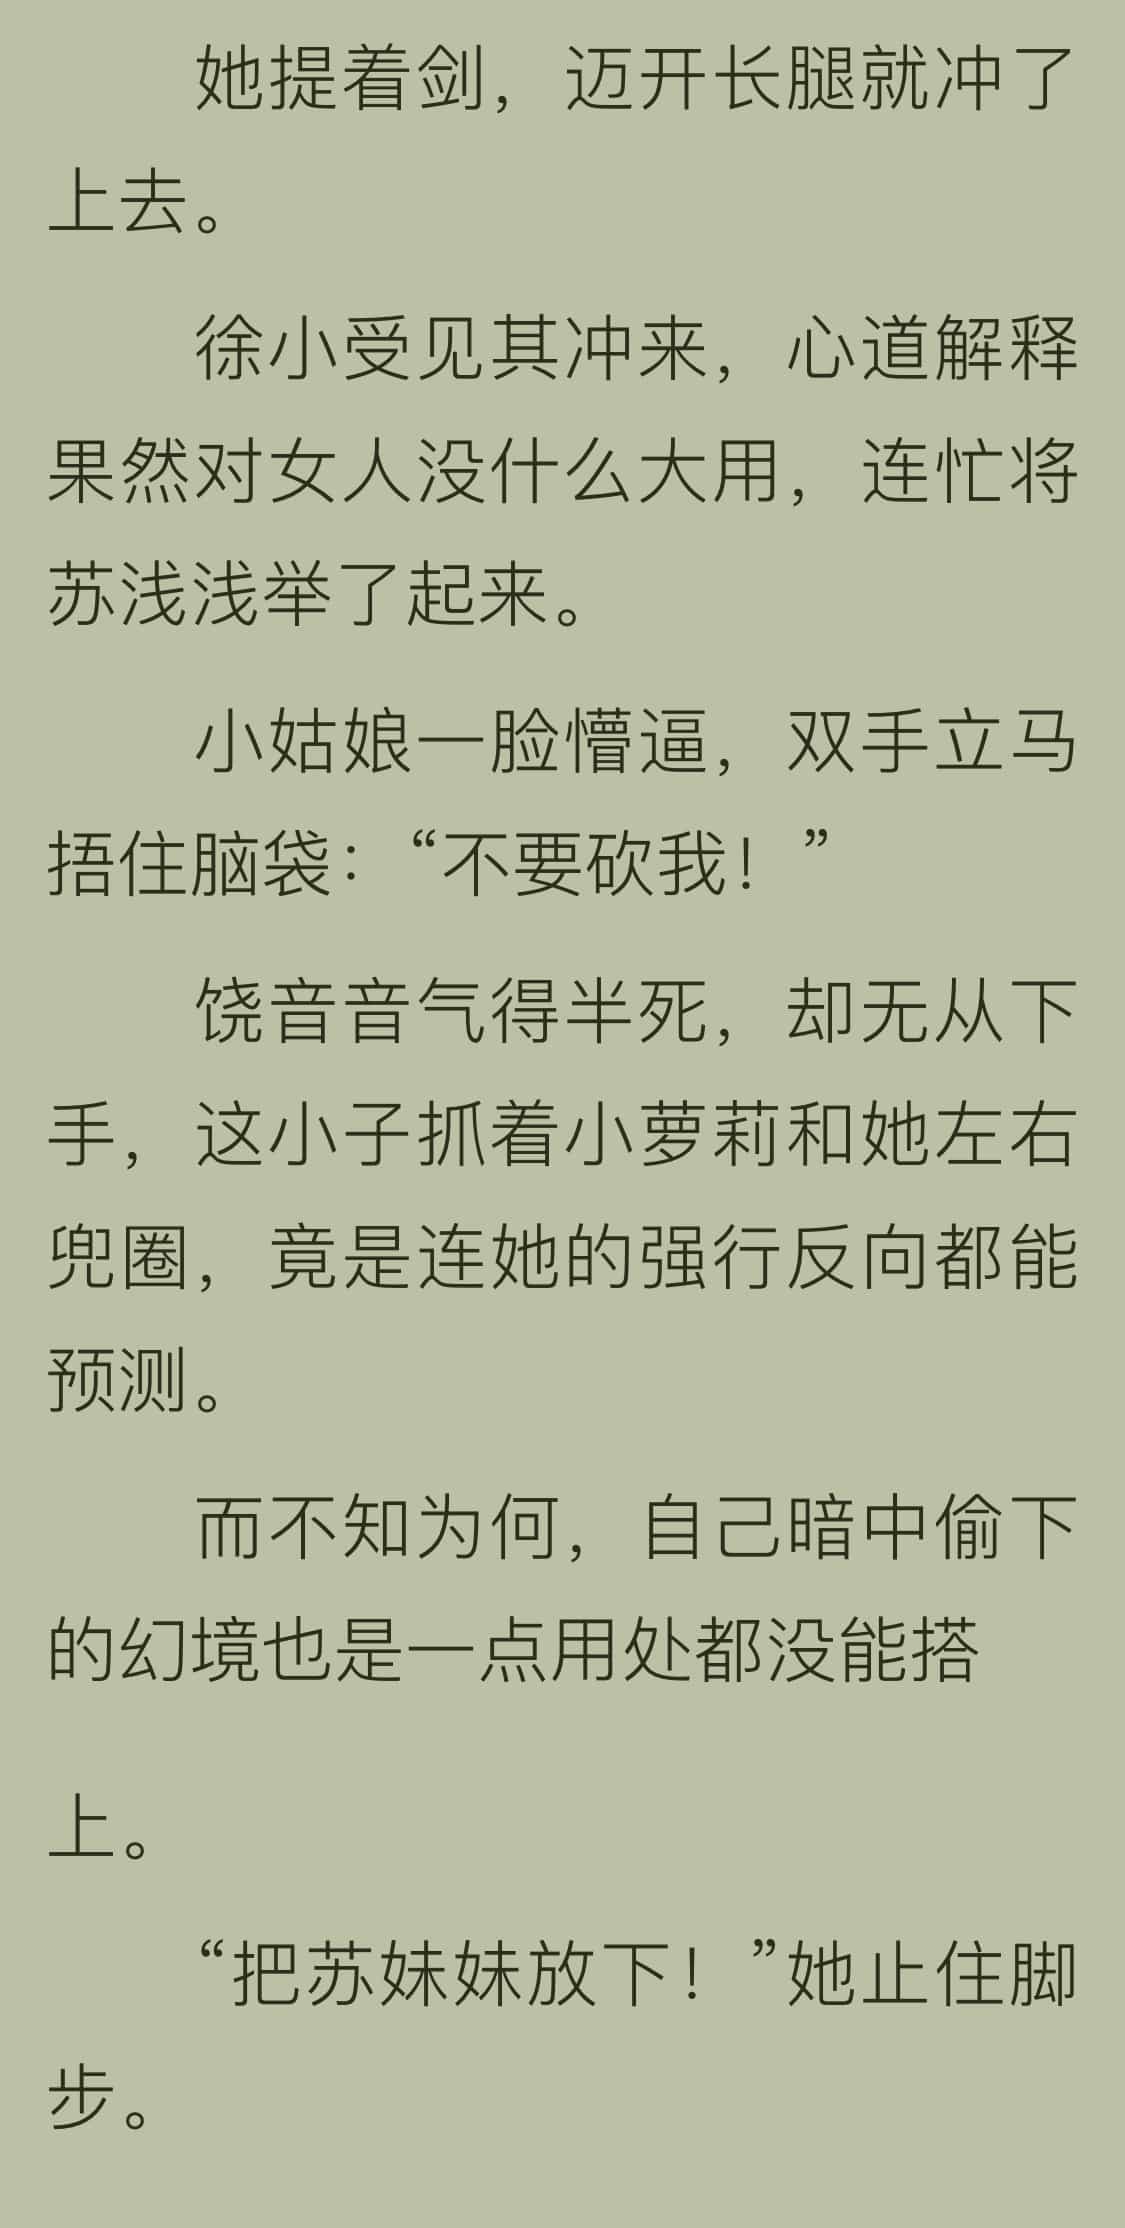 她提着剑，迈开长腿就冲了
上去。
徐小受见其冲来，心道解释
果然对女人没什么大用，连忙将
苏浅浅举了起来。
小姑娘一脸懵逼，双手立马
捂住脑袋：“不要砍我！”
饶音音气得半死，却无从下
手，这小子抓着小萝莉和她左右
兜圈，竟是连她的强行反向都能
预测。
而不知为何，自己暗中偷下
的幻境也是一点用处都没能搭
上。
“把苏妹妹放下！”她止住脚
步。